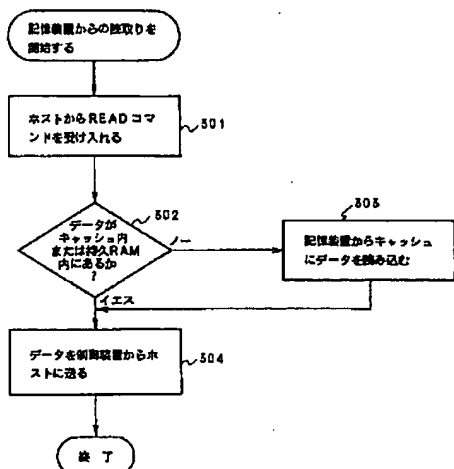 記憶装置からの読取りを
開始する
ホストからREADコマ
ンドを受け入れる
301
302
データが
キャッシュ内
または持久RAM
内にあるか
?
ノー
イエス
303
記憶装置からキャッシュ
にデータを読み込む
データを制御装置からホ
ストに送る
304
終了